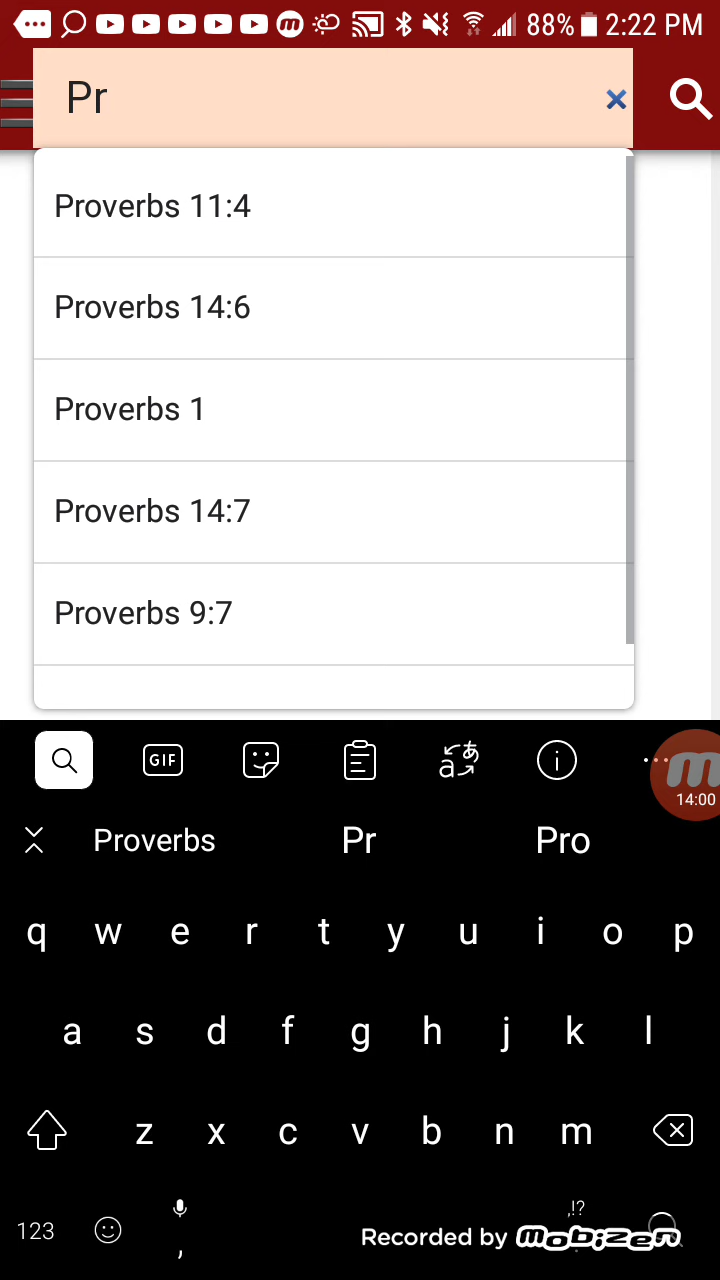 88% 2:22 PM
Pr
Proverbs 11:4
Proverbs 14:6
Proverbs 1
Proverbs 14:7
Proverbs 9:7
GIF
14:00
Proverbs Pr Pro
q w e r t y u i o p
a s d f g h j k l
z x c v b n m
,!?
123 ,
Recorded by mobizen